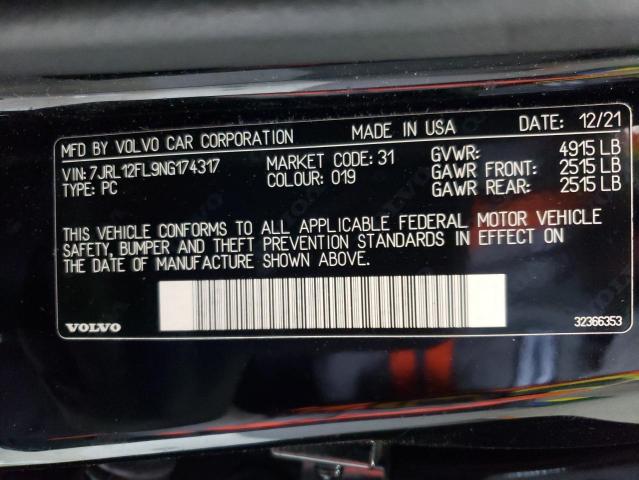 MFD BY VOLVO CAR CORPORATION MADE IN USA DATE: 12/21
VIN: 7JRL12FL9NG174317 MARKET CODE: 31 GVWR: 4915 LB
TYPE: PC COLOUR: 019 GAWR FRONT: 2515 LB
GAWR REAR: 2515 LB
THIS VEHICLE CONFORMS TO ALL APPLICABLE FEDERAL MOTOR VEHICLE
SAFETY, BUMPER AND THEFT PREVENTION STANDARDS IN EFFECT ON
THE DATE OF MANUFACTURE SHOWN ABOVE.
VOLVO 32366353